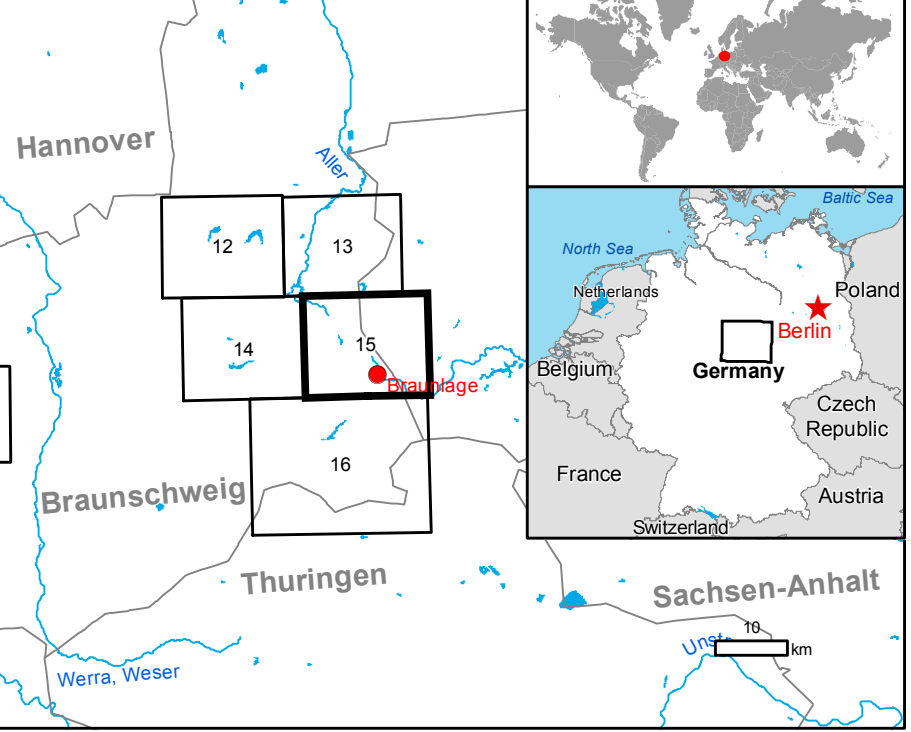 Hannover
Aller
12
13
14
15
Braunlage
16
Braunschweig
Thuringen
Sachsen-Anhalt
Werra, Weser
10
km
Baltic Sea
North Sea
Netherlands
Poland
Berlin
Belgium
Germany
Czech
Republic
France
Austria
Switzerland